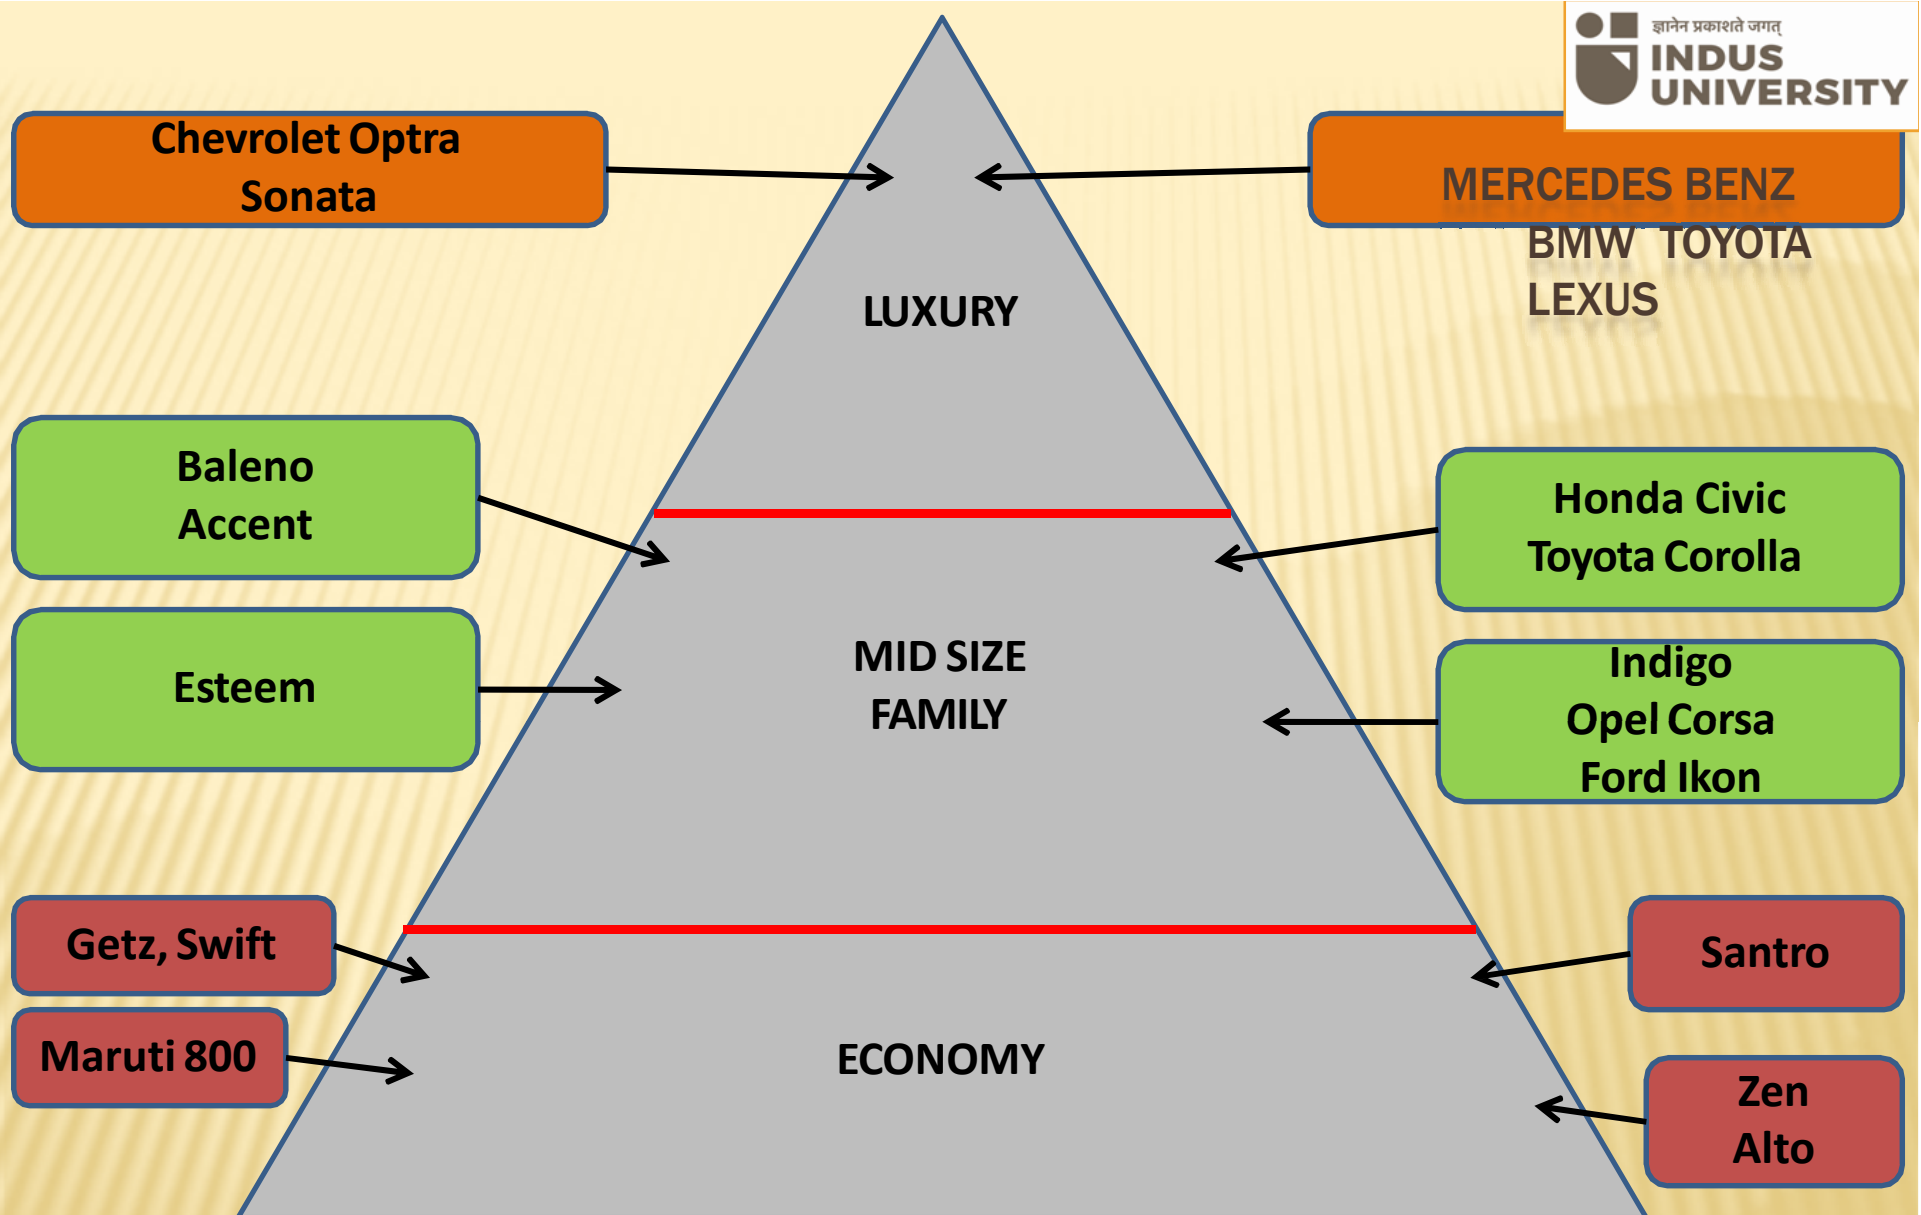 ज्ञानेन प्रकाशते जगत्
INDUS
UNIVERSITY
Chevrolet Optra
Sonata
MERCEDES BENZ
BMW TOYOTA
LEXUS
LUXURY
Baleno
Accent
Honda Civic
Toyota Corolla
Esteem
MID SIZE
FAMILY
Indigo
Opel Corsa
Ford Ikon
Getz, Swift
Santro
Maruti 800
ECONOMY
Zen
Alto